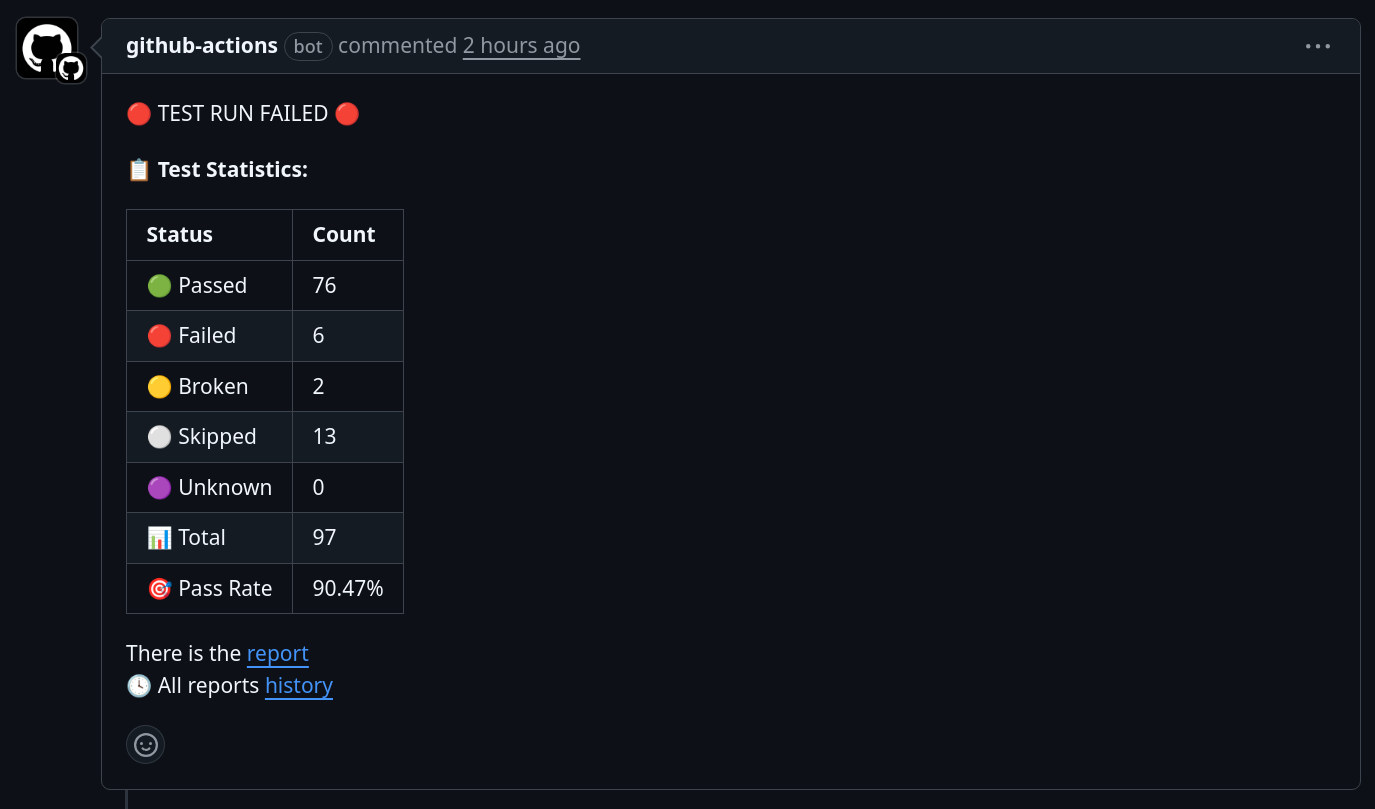 github-actions bot commented 2 hours ago
🔴 TEST RUN FAILED 🔴
📋 Test Statistics:
Status Count
🟢 Passed 76
🔴 Failed 6
🟡 Broken 2
⚪ Skipped 13
🟣 Unknown 0
📊 Total 97
🎯 Pass Rate 90.47%
There is the report
🕓 All reports history